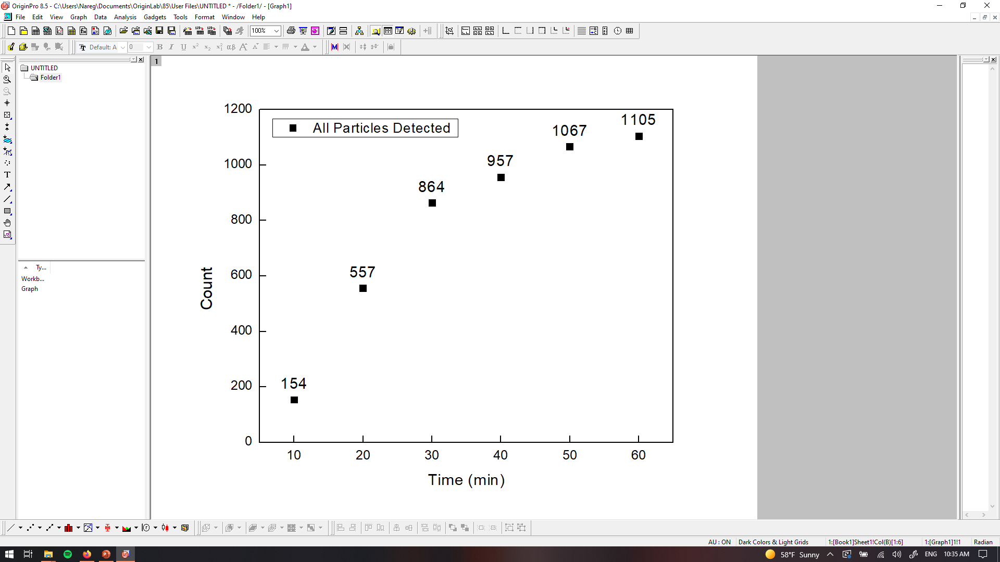 OriginPro 8.5 - C:\Users\Nareg\Documents\OriginLab\85\User Files\UNTITLED * - /Folder1/ - [Graph1]
File Edit View Graph Data Analysis Gadgets Tools Format Window Help
100%
Default: A 0 B I U x² x₂ αβ A A A M
UNTITLED
Folder1
Ty...
Workb...
Graph
1
1200
1000
800
600
400
200
0
Count
All Particles Detected
154
557
864
957
1067
1105
10 20 30 40 50 60
Time (min)
T
AU : ON Dark Colors & Light Grids 1:[Book1]Sheet1!Col(B)[1:6] 1:[Graph1]1!1 Radian
58°F Sunny ENG 10:35 AM